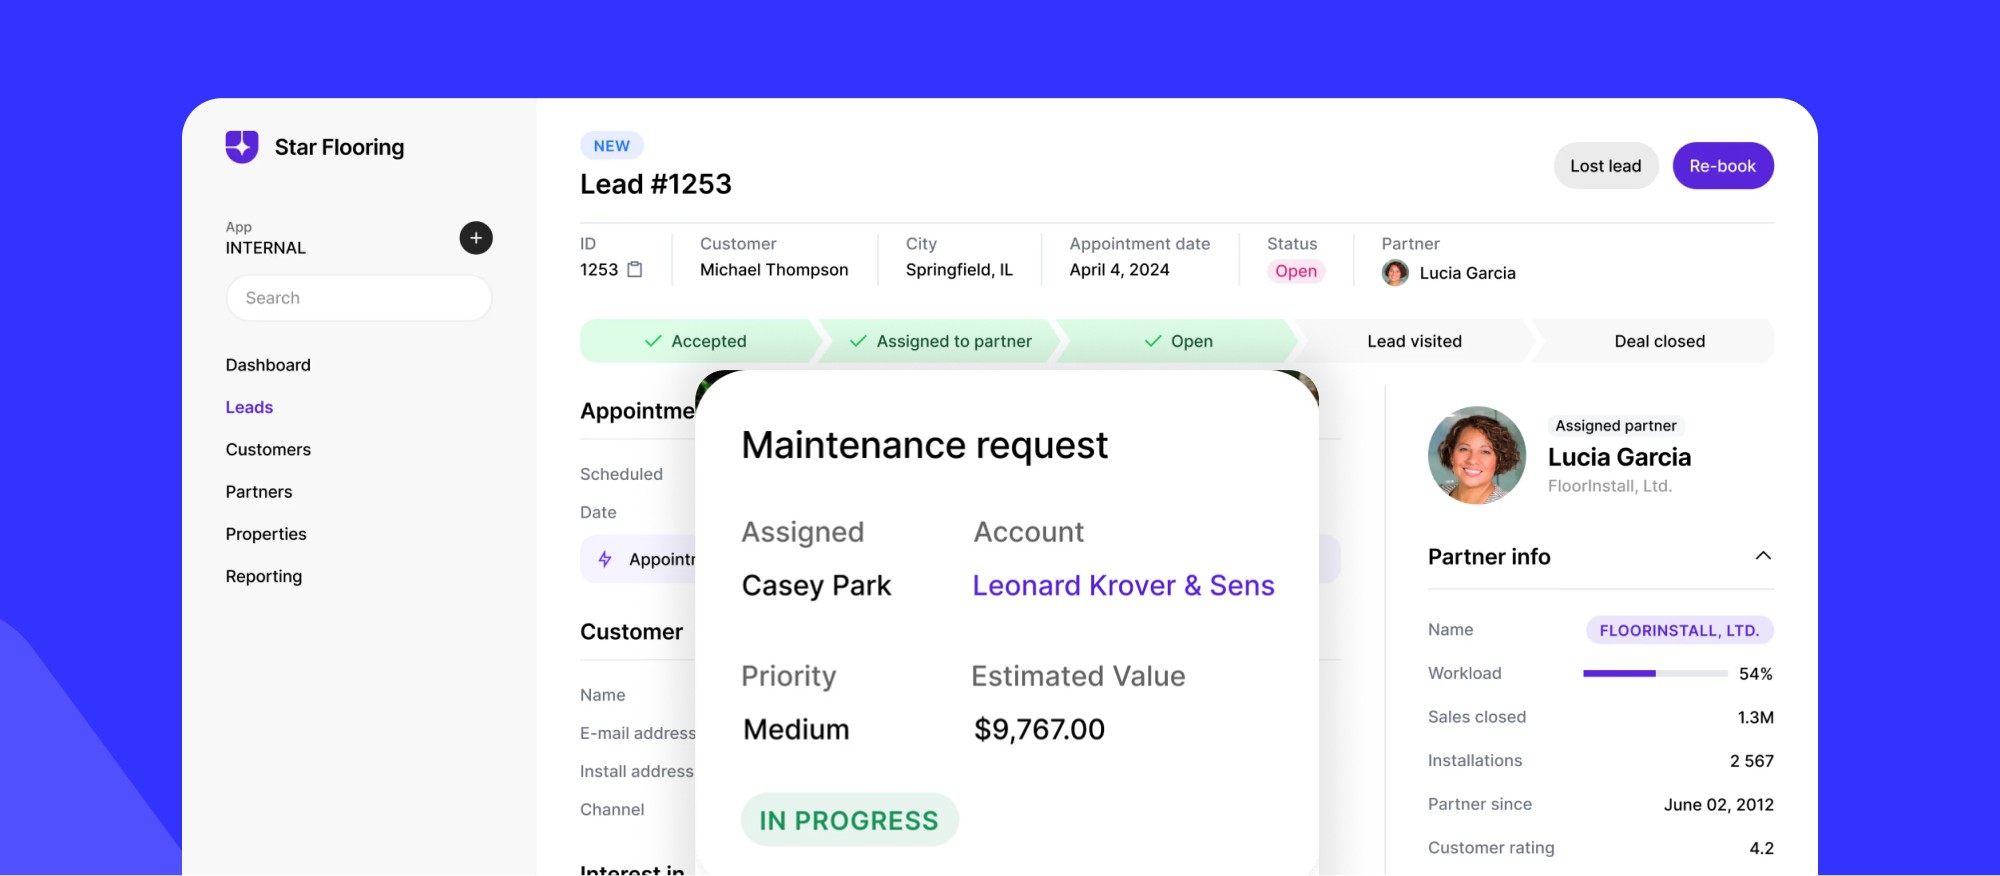 Star Flooring
App
INTERNAL
+
Search
Dashboard
Leads
Customers
Partners
Properties
Reporting
NEW
Lead #1253
Lost lead
Re-book
ID
1253
Customer
Michael Thompson
City
Springfield, IL
Appointment date
April 4, 2024
Status
Open
Partner
Lucia Garcia
Accepted
Assigned to partner
Open
Lead visited
Deal closed
Appointme
Scheduled
Date
Appoint
Customer
Name
E-mail address
Install address
Channel
Interest in
Maintenance request
Assigned
Account
Casey Park
Leonard Krover & Sens
Priority
Estimated Value
Medium
$9,767.00
IN PROGRESS
Assigned partner
Lucia Garcia
FloorInstall, Ltd.
Partner info
Name
FLOORINSTALL, LTD.
Workload
54%
Sales closed
1.3M
Installations
2 567
Partner since
June 02, 2012
Customer rating
4.2